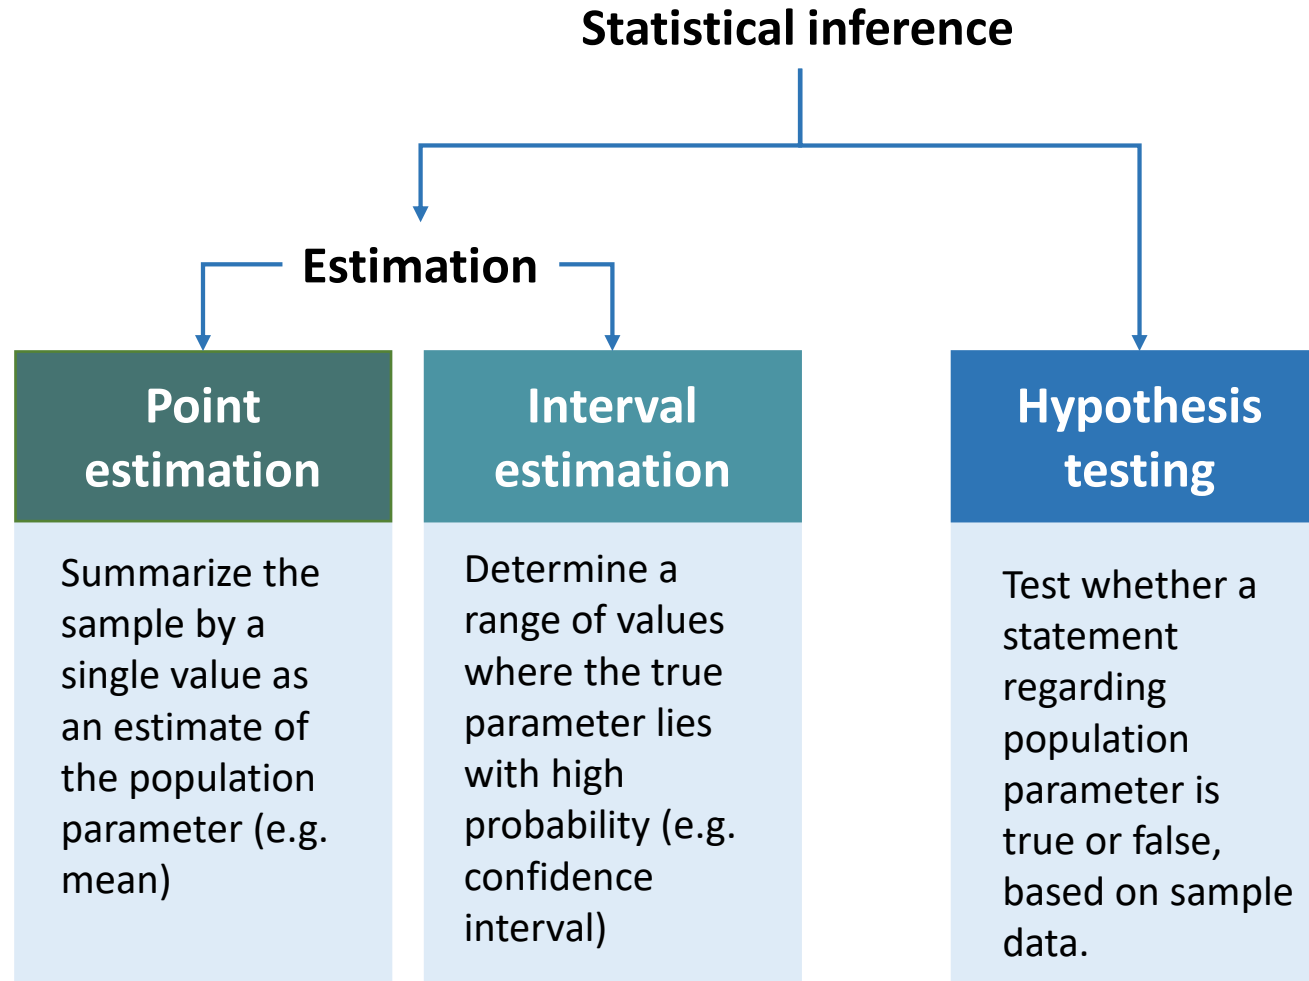 Statistical inference
Estimation
Point
estimation
Summarize the
sample by a
single value as
an estimate of
the population
parameter (e.g.
mean)
Interval
estimation
Determine a
range of values
where the true
parameter lies
with high
probability (e.g.
confidence
interval)
Hypothesis
testing
Test whether a
statement
regarding
population
parameter is
true or false,
based on sample
data.